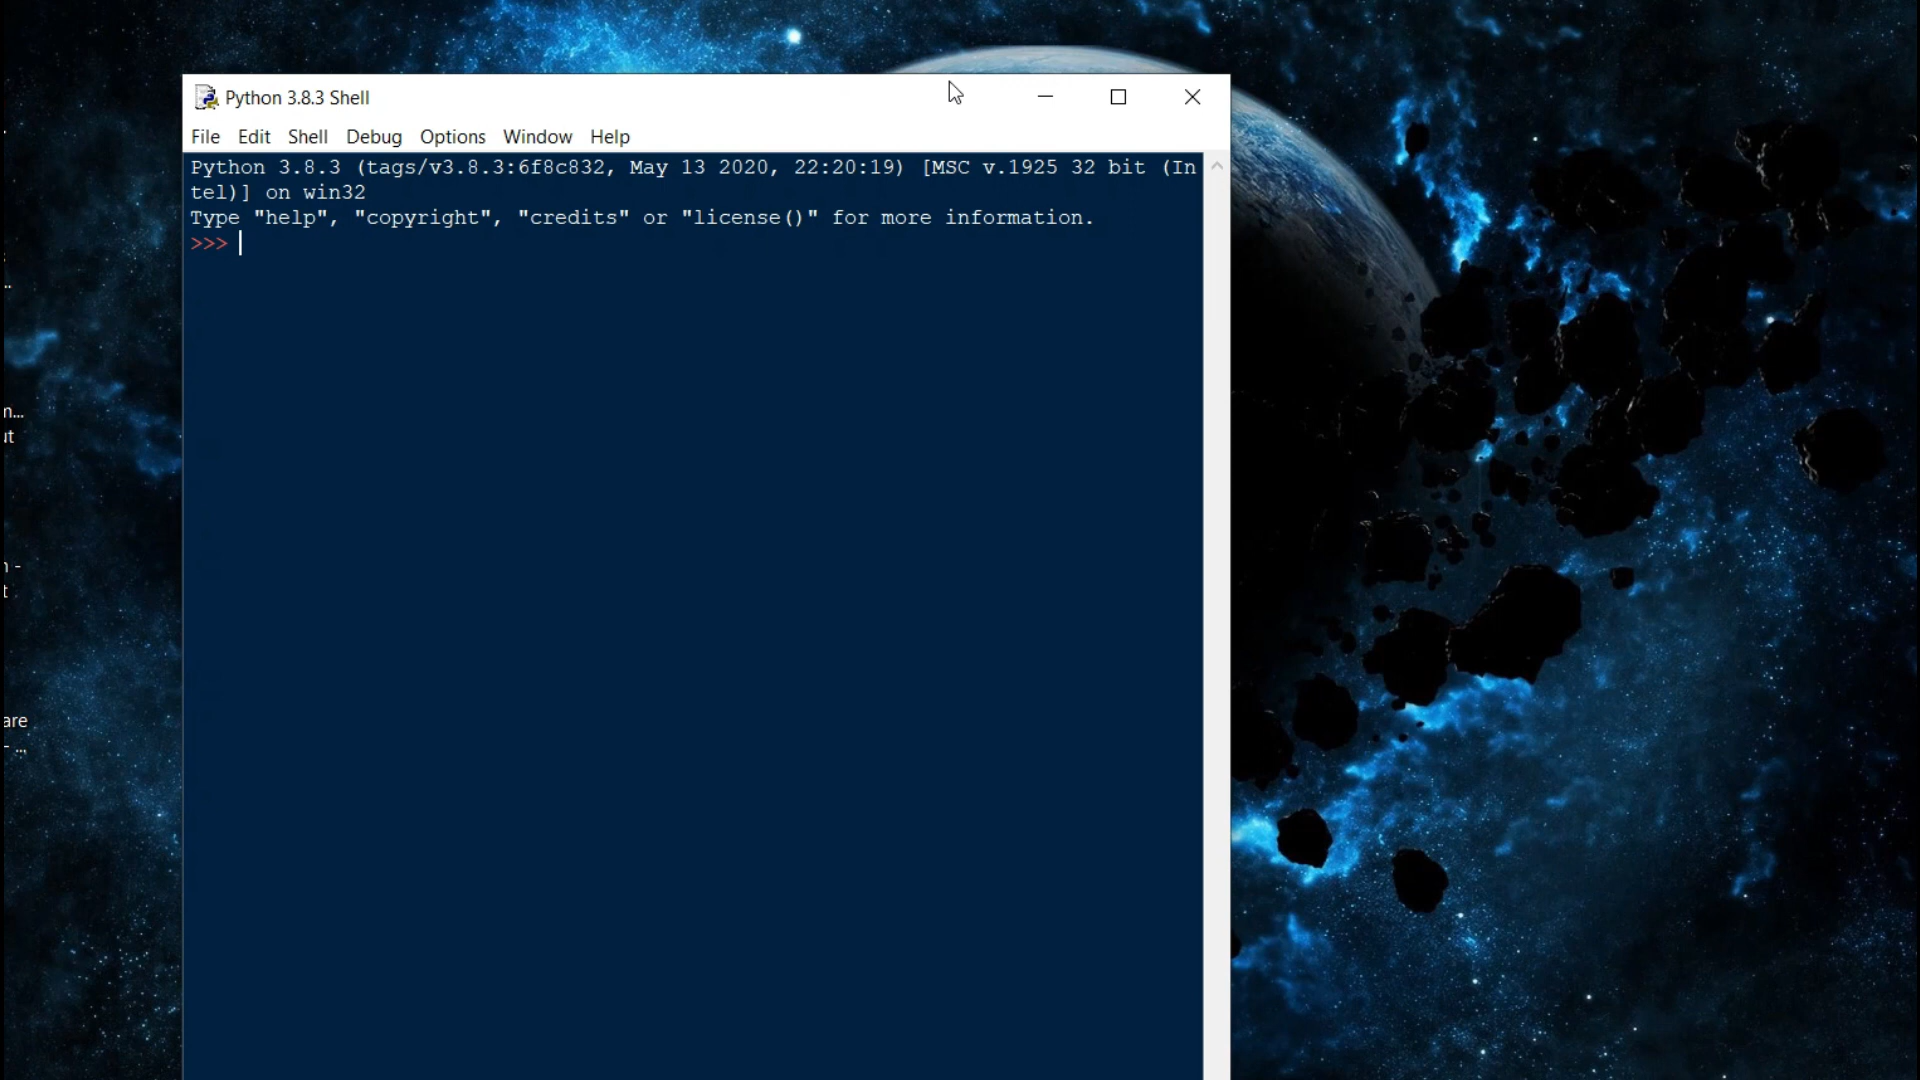 Python 3.8.3 Shell
File Edit Shell Debug Options Window Help
Python 3.8.3 (tags/v3.8.3:6f8c832, May 13 2020, 22:20:19) [MSC v.1925 32 bit (In
tel)] on win32
Type "help", "copyright", "credits" or "license()" for more information.
>>>
..
m...
ut
-
t
are
- ...